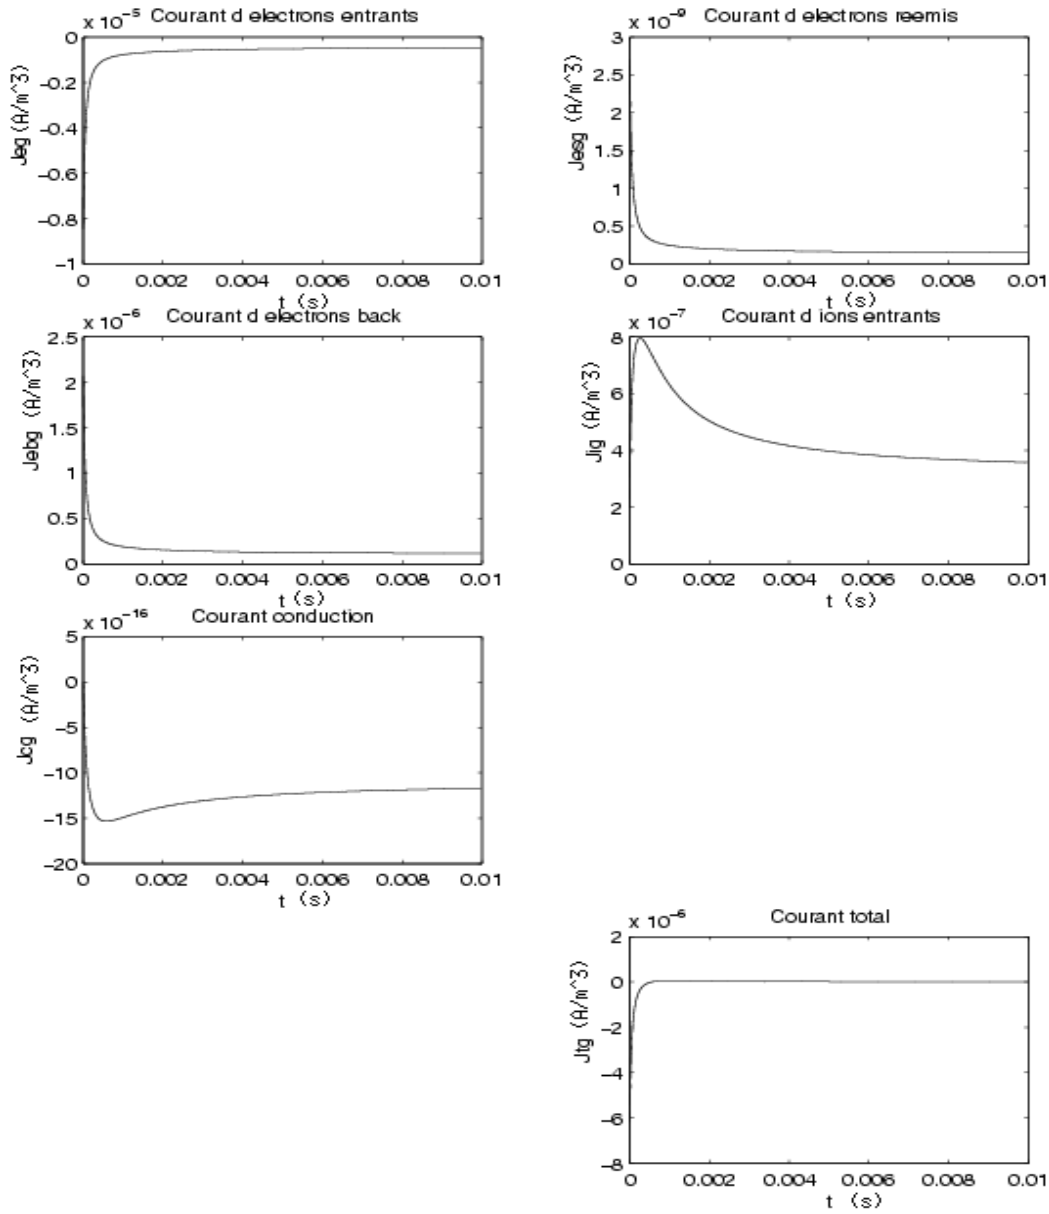 x 10^-5 Courant d electrons entrants
0
-0.2
-0.4
-0.6
-0.8
-1
Jeg (A/m^3)
0 0.002 0.004 0.006 0.008 0.01
t (s)
x 10^-9 Courant d electrons reemis
3
2.5
2
1.5
1
0.5
0
Jesg (A/m^3)
0 0.002 0.004 0.006 0.008 0.01
t (s)
x 10^-6 Courant d electrons back
2.5
2
1.5
1
0.5
0
Jebg (A/m^3)
0 0.002 0.004 0.006 0.008 0.01
t (s)
x 10^-7 Courant d ions entrants
8
6
4
2
0
Jig (A/m^3)
0 0.002 0.004 0.006 0.008 0.01
t (s)
x 10^-16 Courant conduction
5
0
-5
-10
-15
-20
Jcg (A/m^3)
0 0.002 0.004 0.006 0.008 0.01
t (s)
x 10^-6 Courant total
2
0
-2
-4
-6
-8
Jtg (A/m^3)
0 0.002 0.004 0.006 0.008 0.01
t (s)